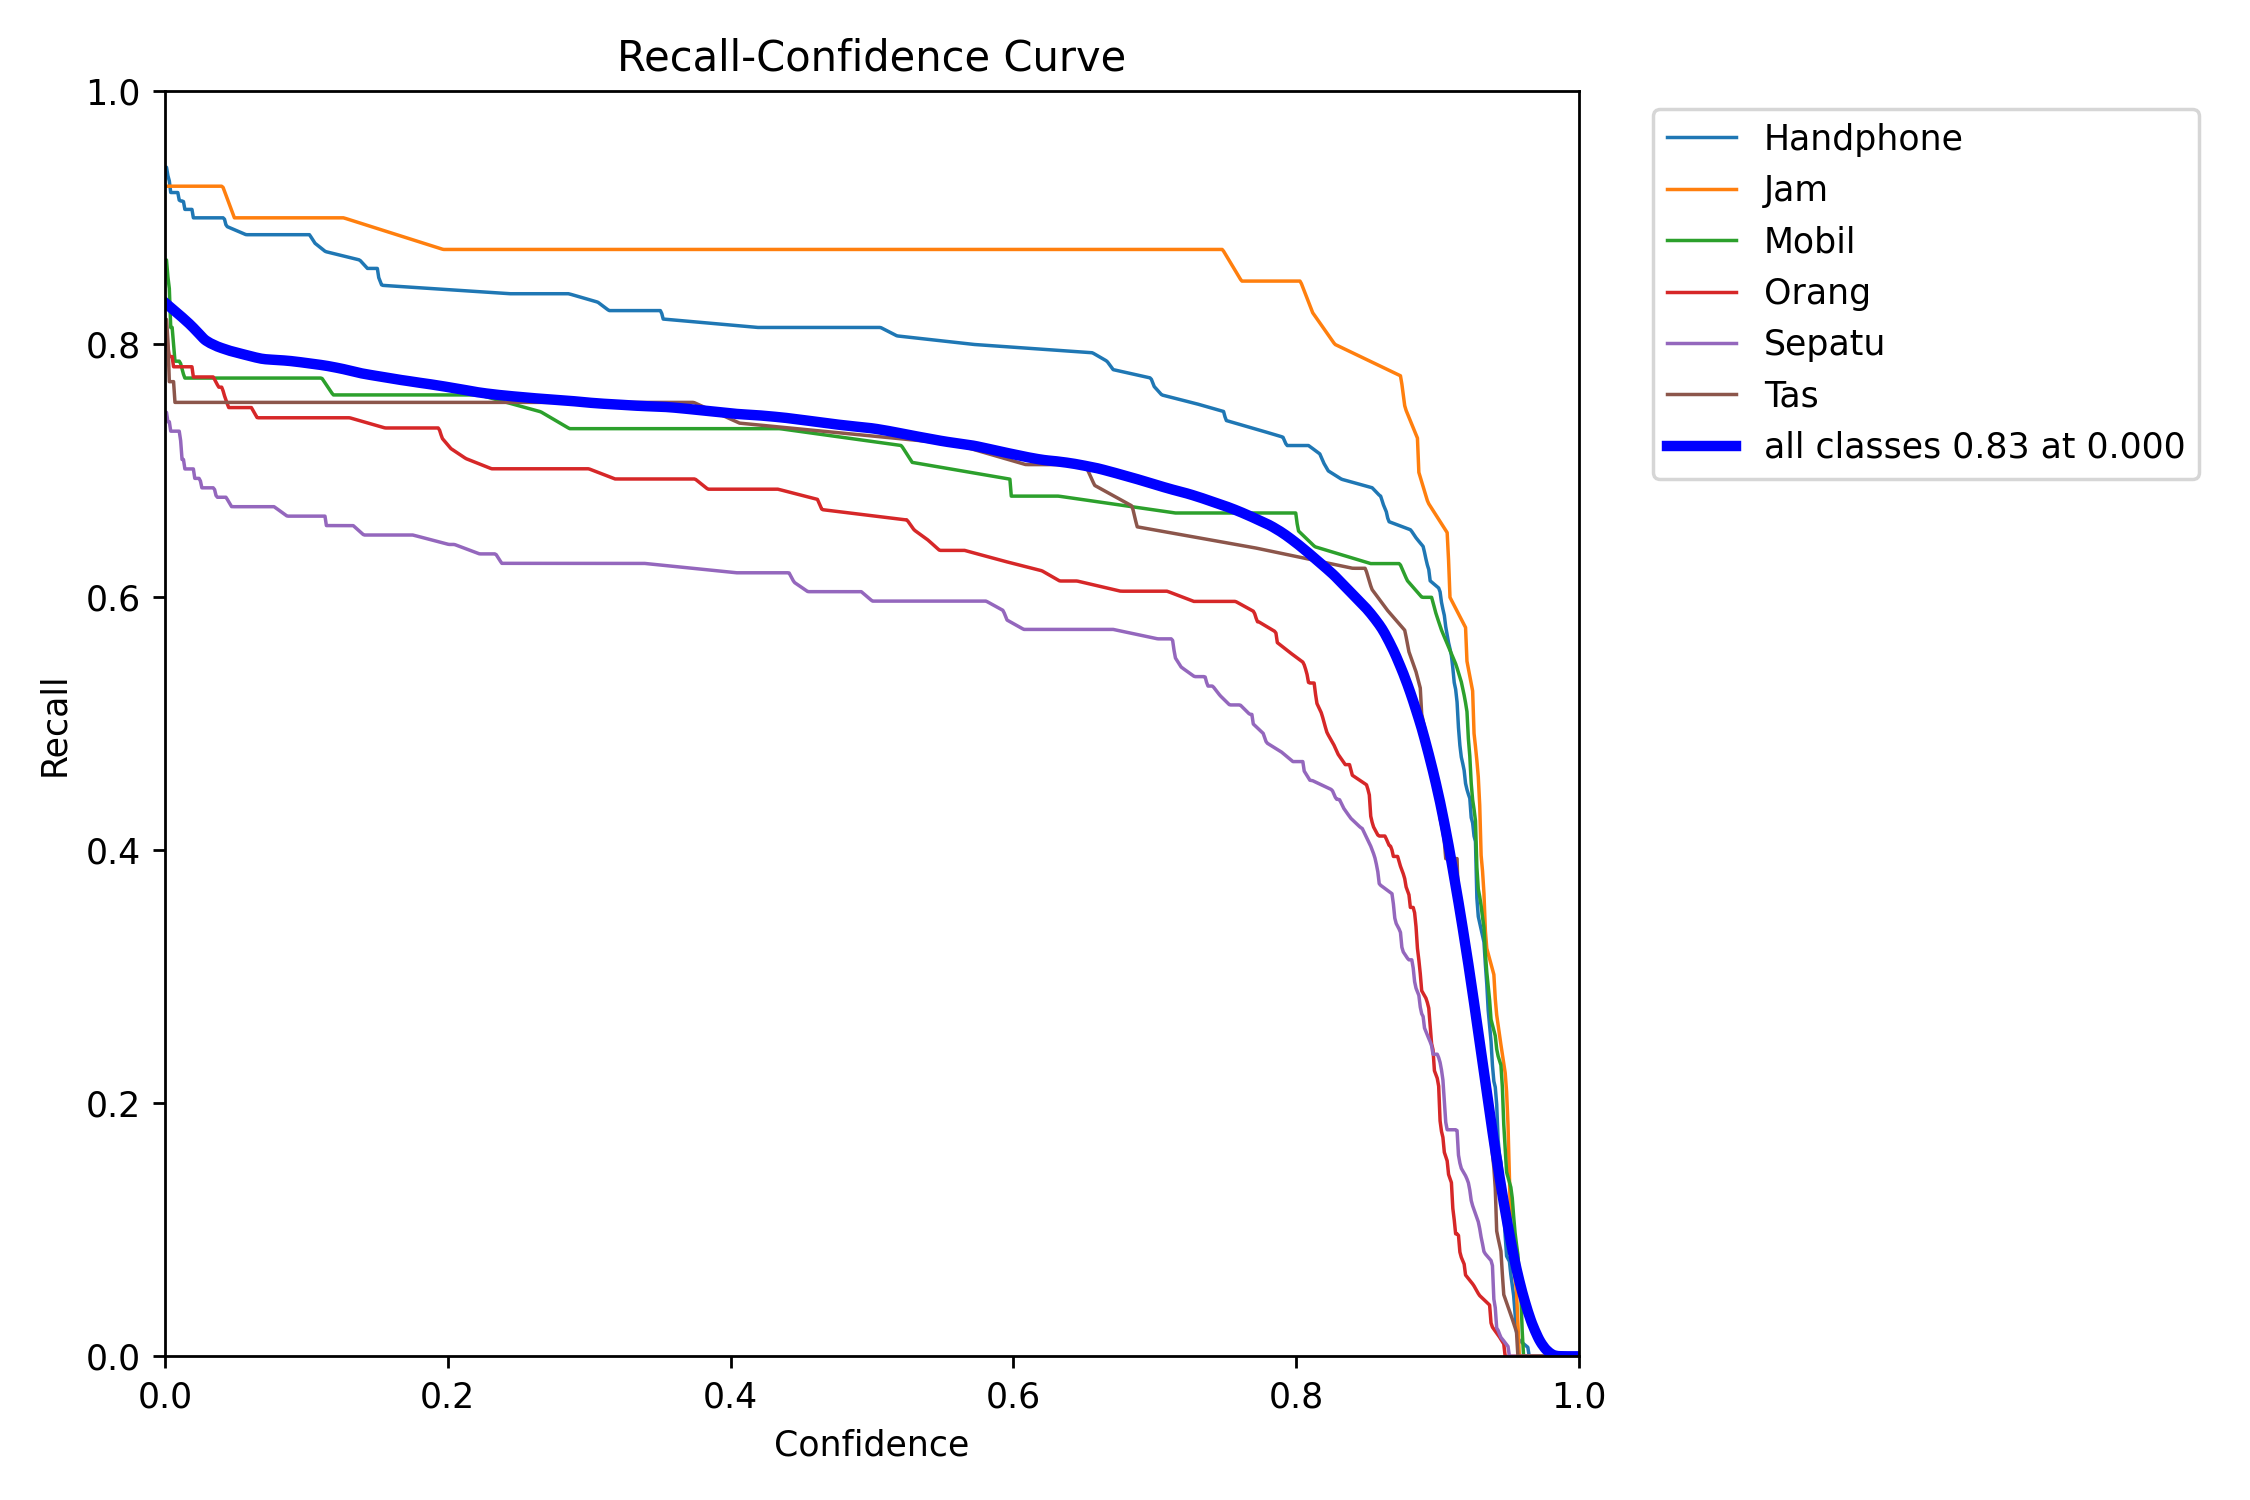 Recall-Confidence Curve
1.0
0.8
0.6
0.4
0.2
0.0
Recall
0.0 0.2 0.4 0.6 0.8 1.0
Confidence
Handphone
Jam
Mobil
Orang
Sepatu
Tas
all classes 0.83 at 0.000